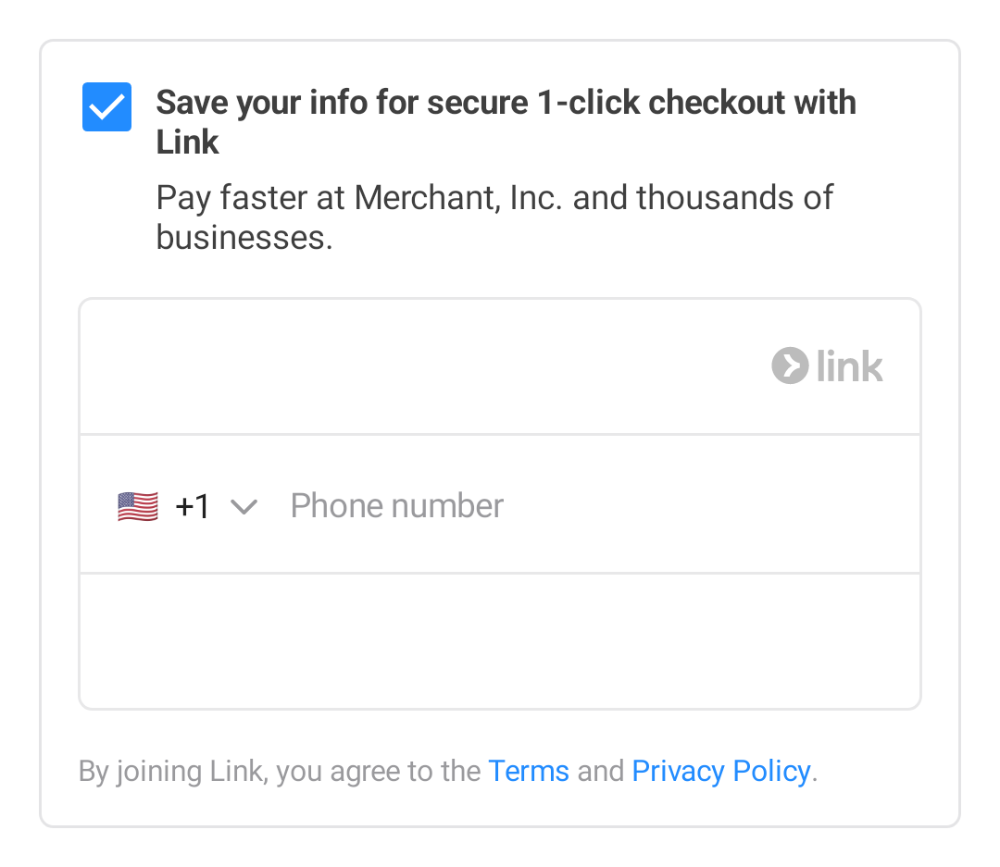 Save your info for secure 1-click checkout with
Link
Pay faster at Merchant, Inc. and thousands of
businesses.
link
+1 Phone number
By joining Link, you agree to the Terms and Privacy Policy.